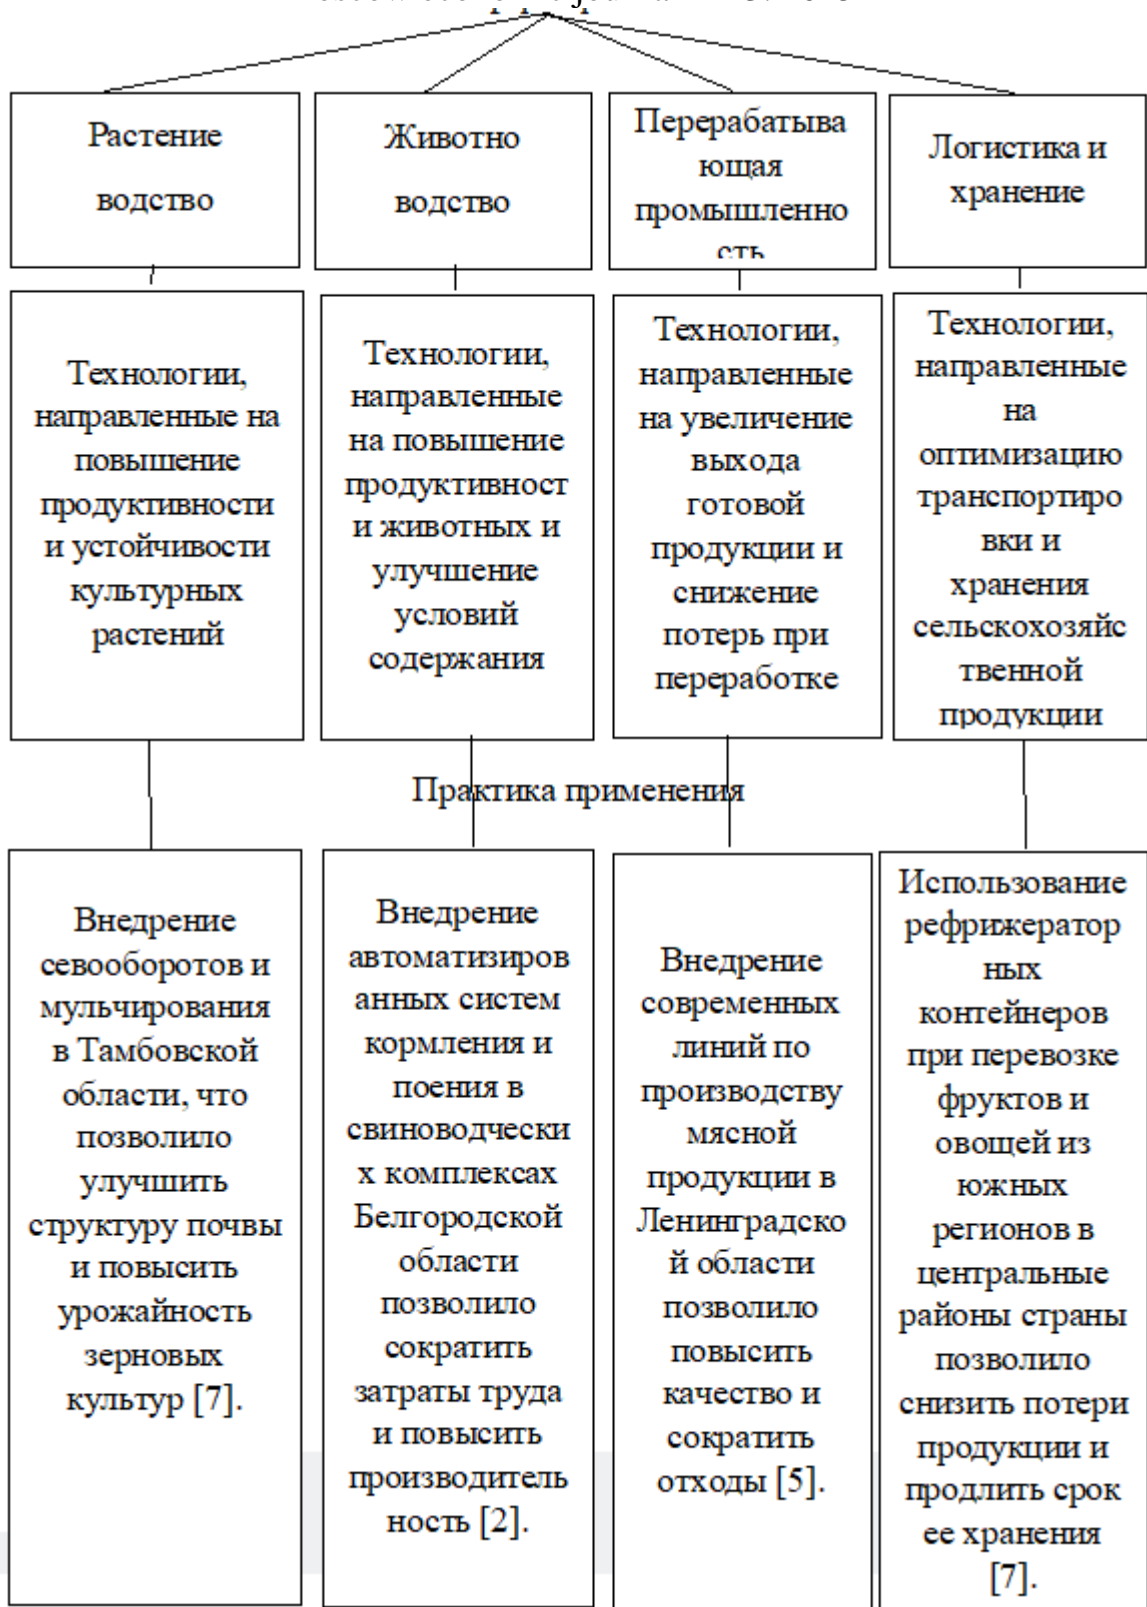 Растение
водство
Животно
водство
Перерабатыва
ющая
промышленно
сть
Логистика и
хранение
Технологии,
направленные на
повышение
продуктивности
и устойчивости
культурных
растений
Технологии,
направленные
на повышение
продуктивност
и животных и
улучшение
условий
содержания
Технологии,
направленные
на увеличение
выхода
готовой
продукции и
снижение
потерь при
переработке
Технологии,
направленные
на
оптимизацию
транспортиро
вки и
хранения
сельскохозяйс
твенной
продукции
Практика применения
Внедрение
севооборотов и
мульчирования
в Тамбовской
области, что
позволило
улучшить
структуру почвы
и повысить
урожайность
зерновых
культур [7].
Внедрение
автоматизиров
анных систем
кормления и
поения в
свиноводчески
х комплексах
Белгородской
области
позволило
сократить
затраты труда
и повысить
производитель
ность [2].
Внедрение
современных
линий по
производству
мясной
продукции в
Ленинградско
й области
позволило
повысить
качество и
сократить
отходы [5].
Использование
рефрижератор
ных
контейнеров
при перевозке
фруктов и
овощей из
южных
регионов в
центральные
районы страны
позволило
снизить потери
продукции и
продлить срок
ее хранения
[7].